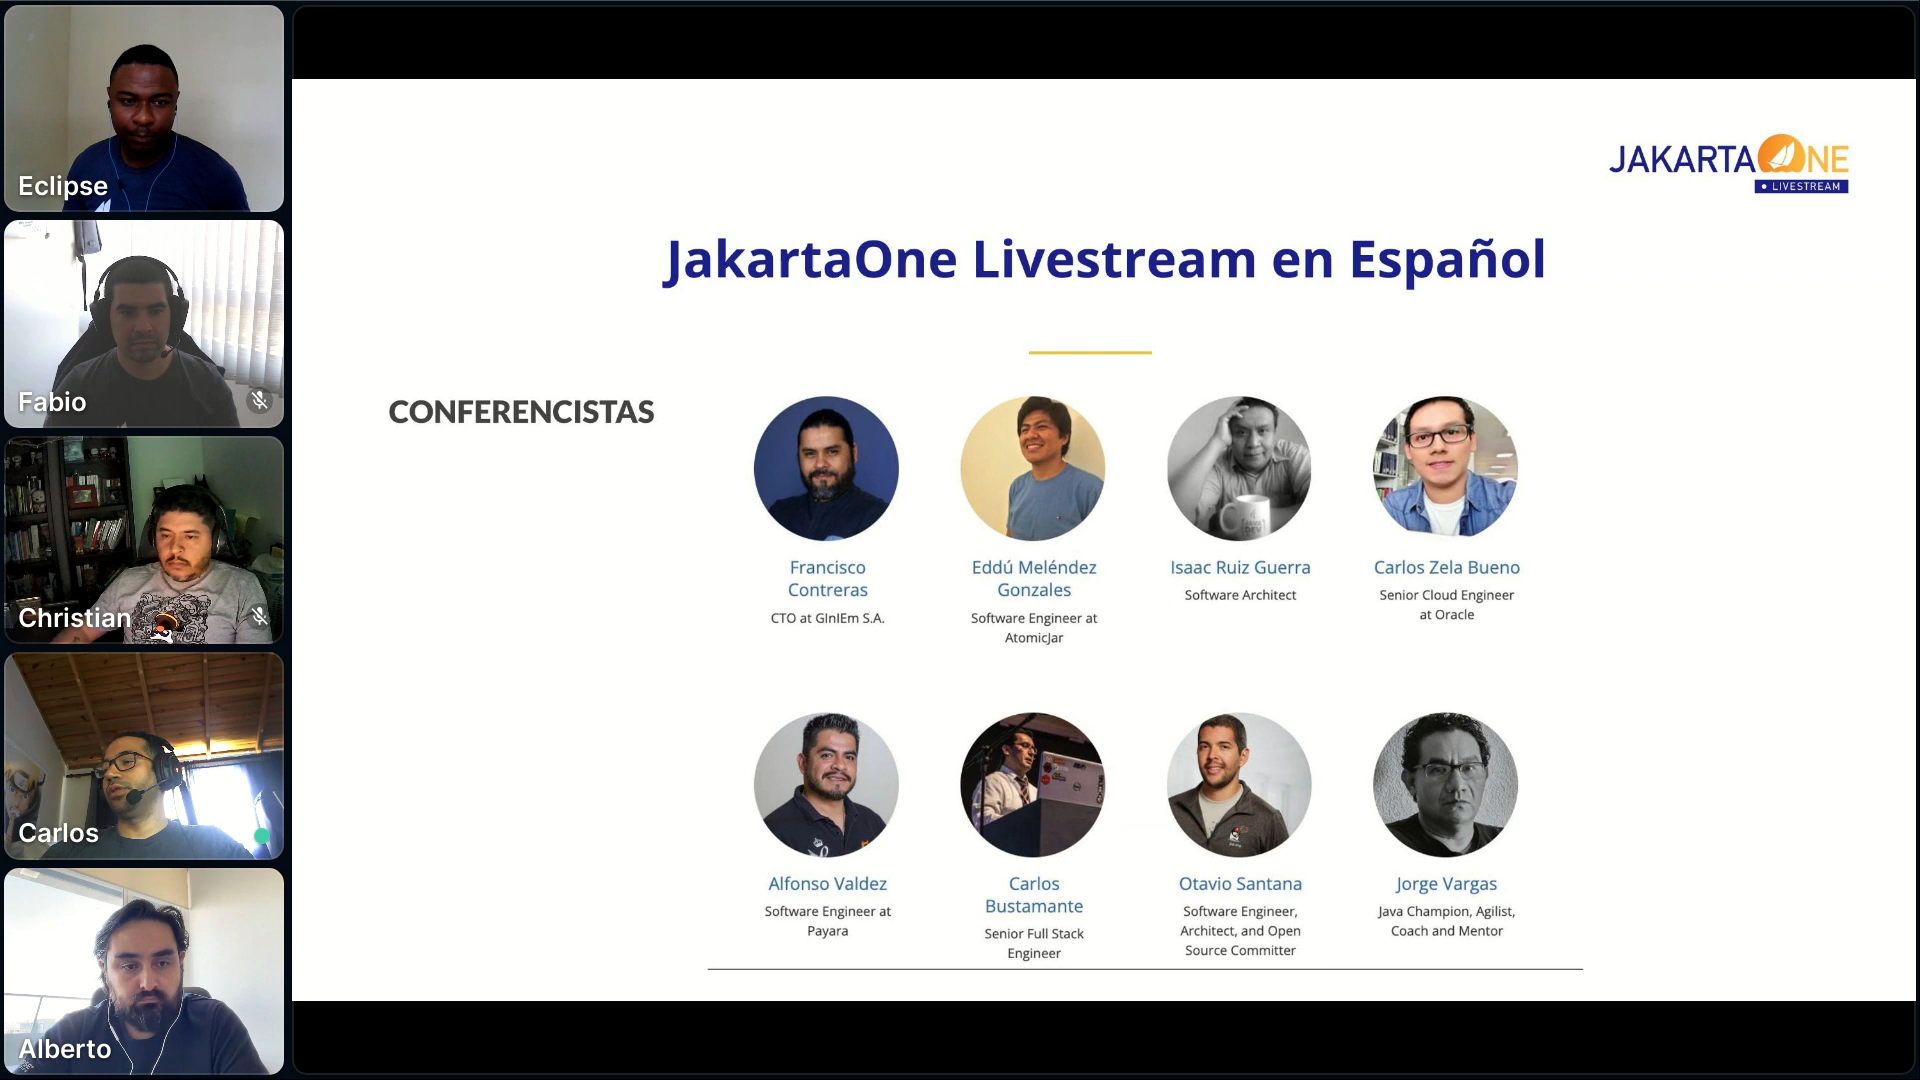 Eclipse
Fabio
Christian
Carlos
Alberto
JAKARTAONE
LIVESTREAM
JakartaOne Livestream en Español
CONFERENCISTAS
Francisco
Contreras
CTO at GInIEm S.A.
Eddú Meléndez
Gonzales
Software Engineer at
AtomicJar
Isaac Ruiz Guerra
Software Architect
Carlos Zela Bueno
Senior Cloud Engineer
at Oracle
Alfonso Valdez
Software Engineer at
Payara
Carlos
Bustamante
Senior Full Stack
Engineer
Otavio Santana
Software Engineer,
Architect, and Open
Source Committer
Jorge Vargas
Java Champion, Agilist,
Coach and Mentor